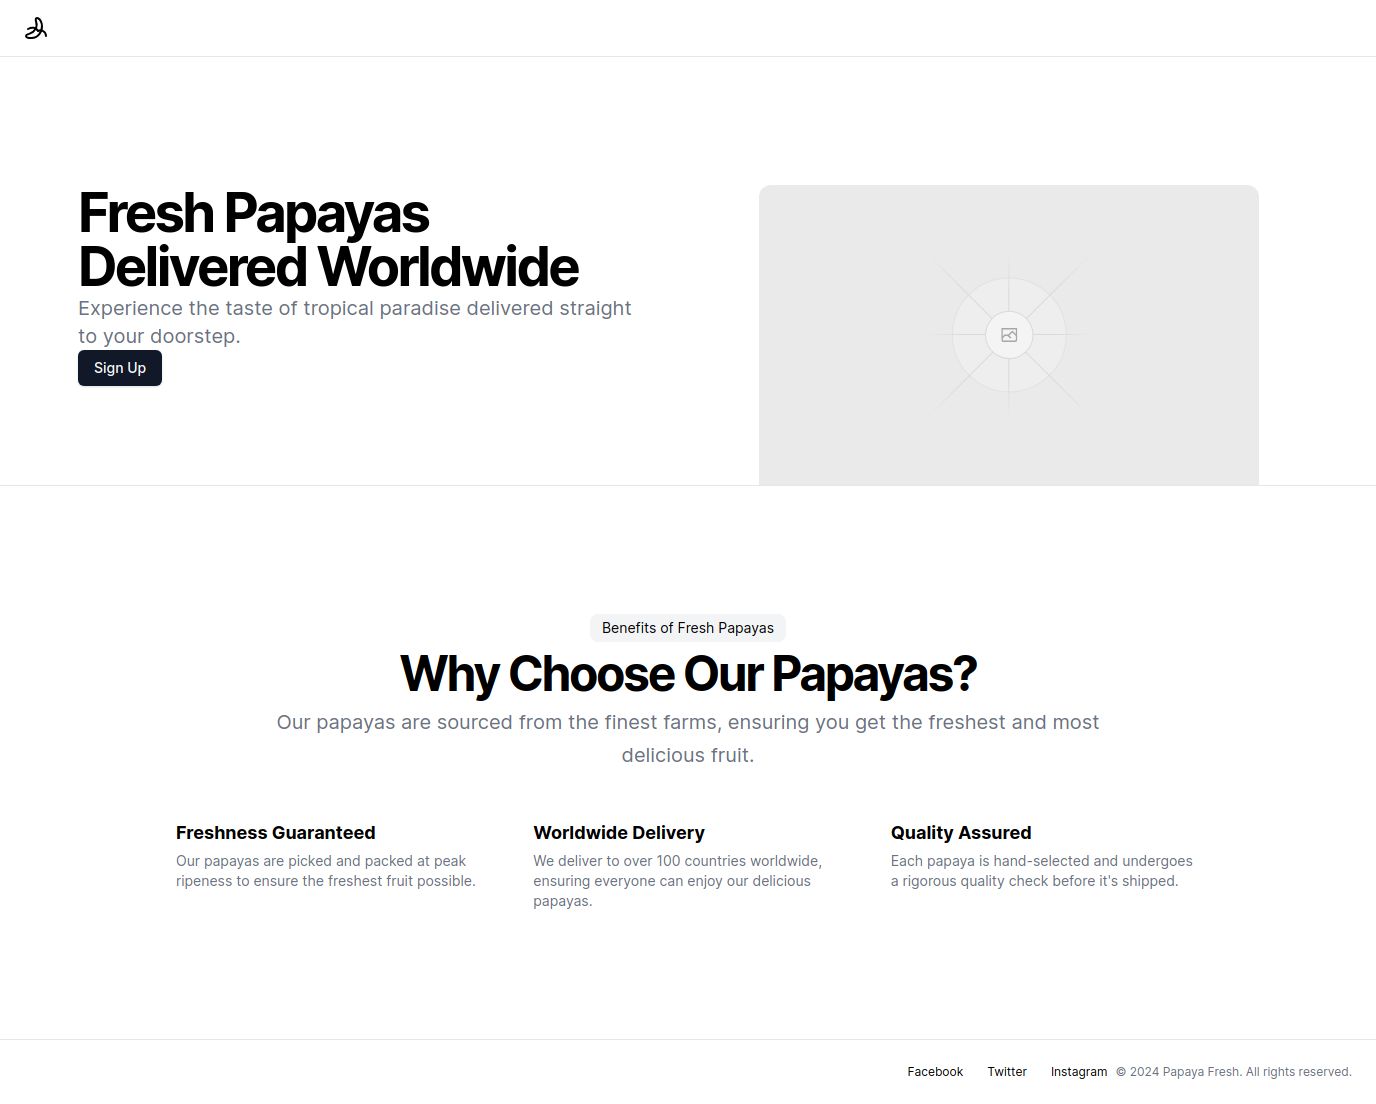 Fresh Papayas
Delivered Worldwide
Experience the taste of tropical paradise delivered straight
to your doorstep.
Sign Up
Benefits of Fresh Papayas
Why Choose Our Papayas?
Our papayas are sourced from the finest farms, ensuring you get the freshest and most
delicious fruit.
Freshness Guaranteed
Our papayas are picked and packed at peak
ripeness to ensure the freshest fruit possible.
Worldwide Delivery
We deliver to over 100 countries worldwide,
ensuring everyone can enjoy our delicious
papayas.
Quality Assured
Each papaya is hand-selected and undergoes
a rigorous quality check before it's shipped.
Facebook Twitter Instagram © 2024 Papaya Fresh. All rights reserved.